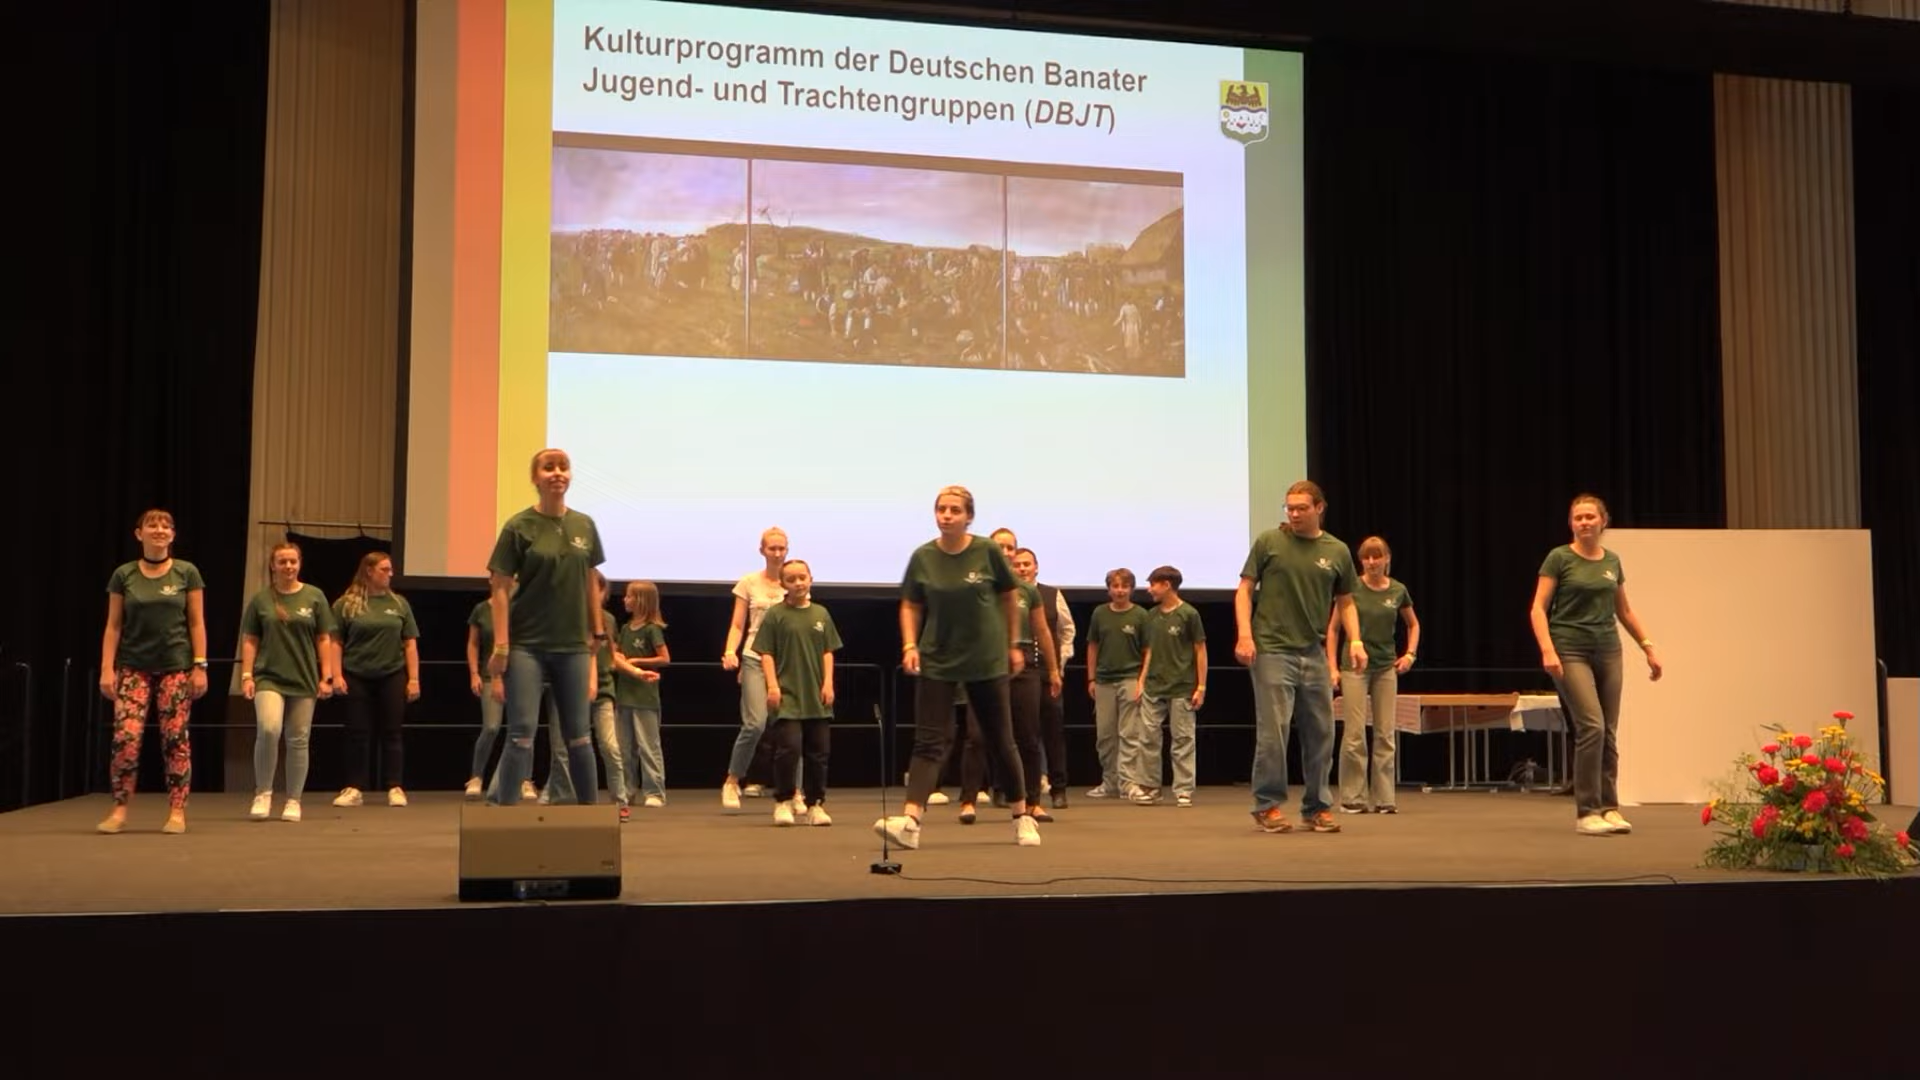 Kulturprogramm der Deutschen Banater
Jugend- und Trachtengruppen (DBJT)